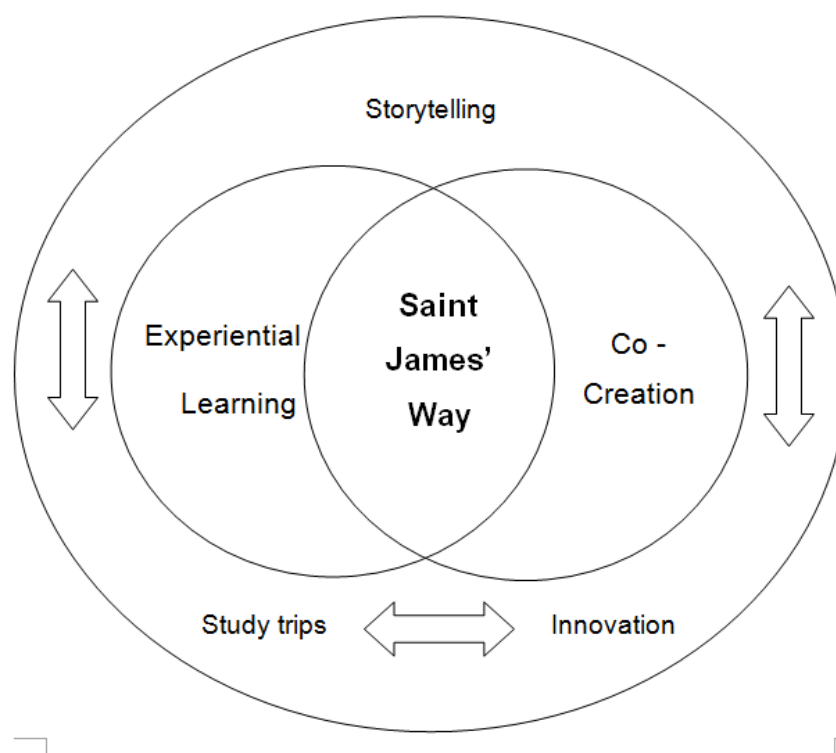 Storytelling
Experiential
Learning
Saint
James’
Way
Co -
Creation
Study trips
Innovation